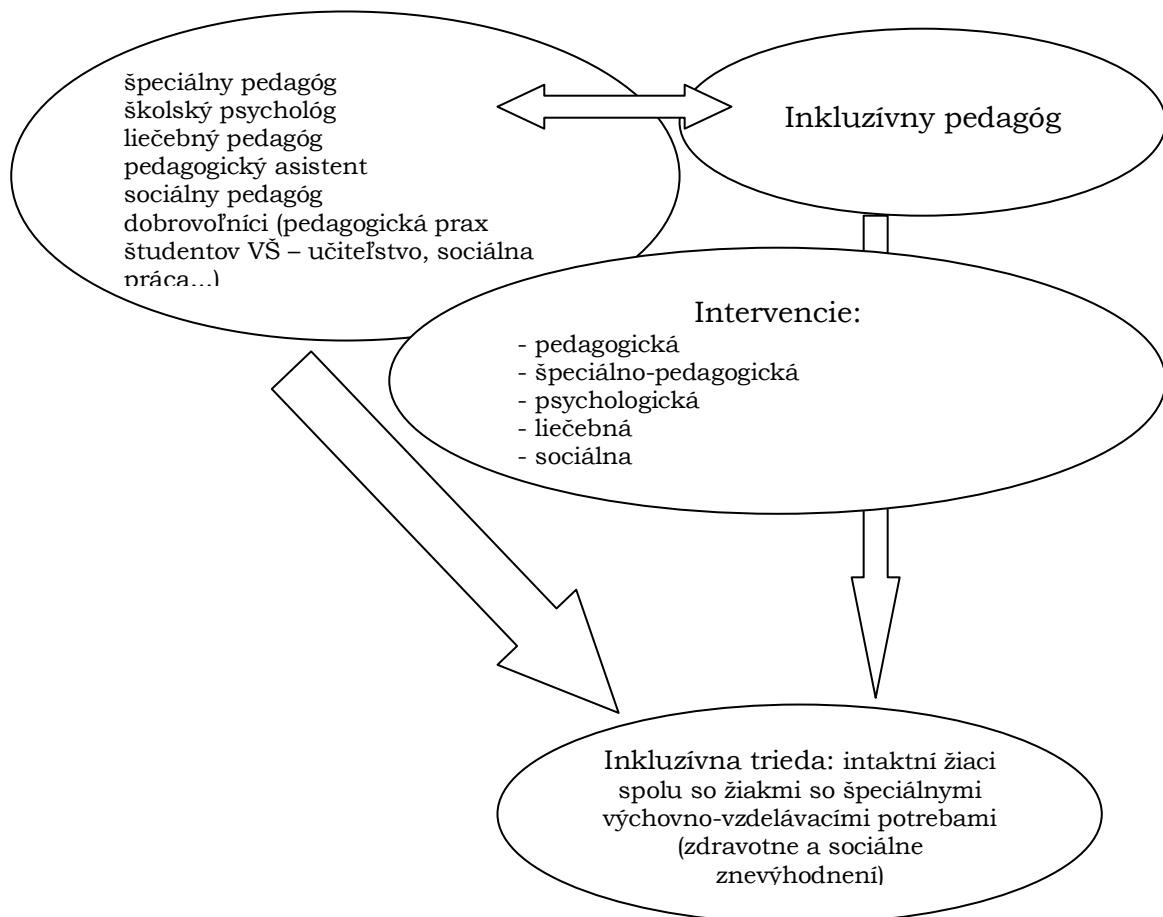 špeciálny pedagóg
školský psychológ
liečebný pedagóg
pedagogický asistent
sociálny pedagóg
dobrovoľníci (pedagogická prax
študentov VŠ – učiteľstvo, sociálna
práca...)
Inkluzívny pedagóg
Intervencie:
- pedagogická
- špeciálno-pedagogická
- psychologická
- liečebná
- sociálna
Inkluzívna trieda: intaktní žiaci
spolu so žiakmi so špeciálnymi
výchovno-vzdelávacími potrebami
(zdravotne a sociálne
znevýhodnení)